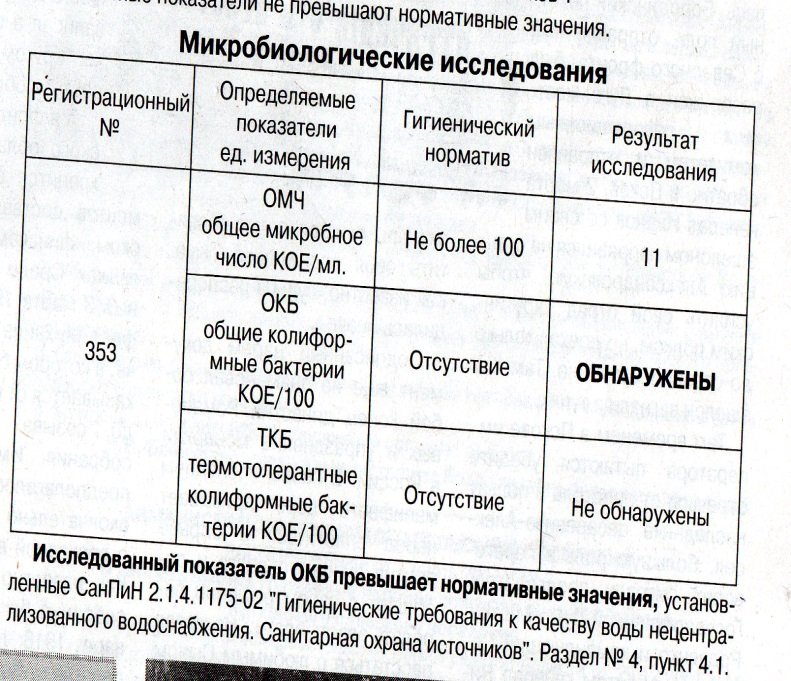 ные показатели не превышают нормативные значения.
Микробиологические исследования
Регистрационный
№
Определяемые
показатели
ед. измерения
Гигиенический
норматив
Результат
исследования
353
ОМЧ
общее микробное
число КОЕ/мл.
Не более 100
11
ОКБ
общие колифор-
мные бактерии
КОЕ/100
Отсутствие
ОБНАРУЖЕНЫ
ТКБ
термотолерантные
колиформные бак-
терии КОЕ/100
Отсутствие
Не обнаружены
Исследованный показатель ОКБ превышает нормативные значения, установ-
ленные СанПиН 2.1.4.1175-02 "Гигиенические требования к качеству воды нецентра-
лизованного водоснабжения. Санитарная охрана источников". Раздел № 4, пункт 4.1.